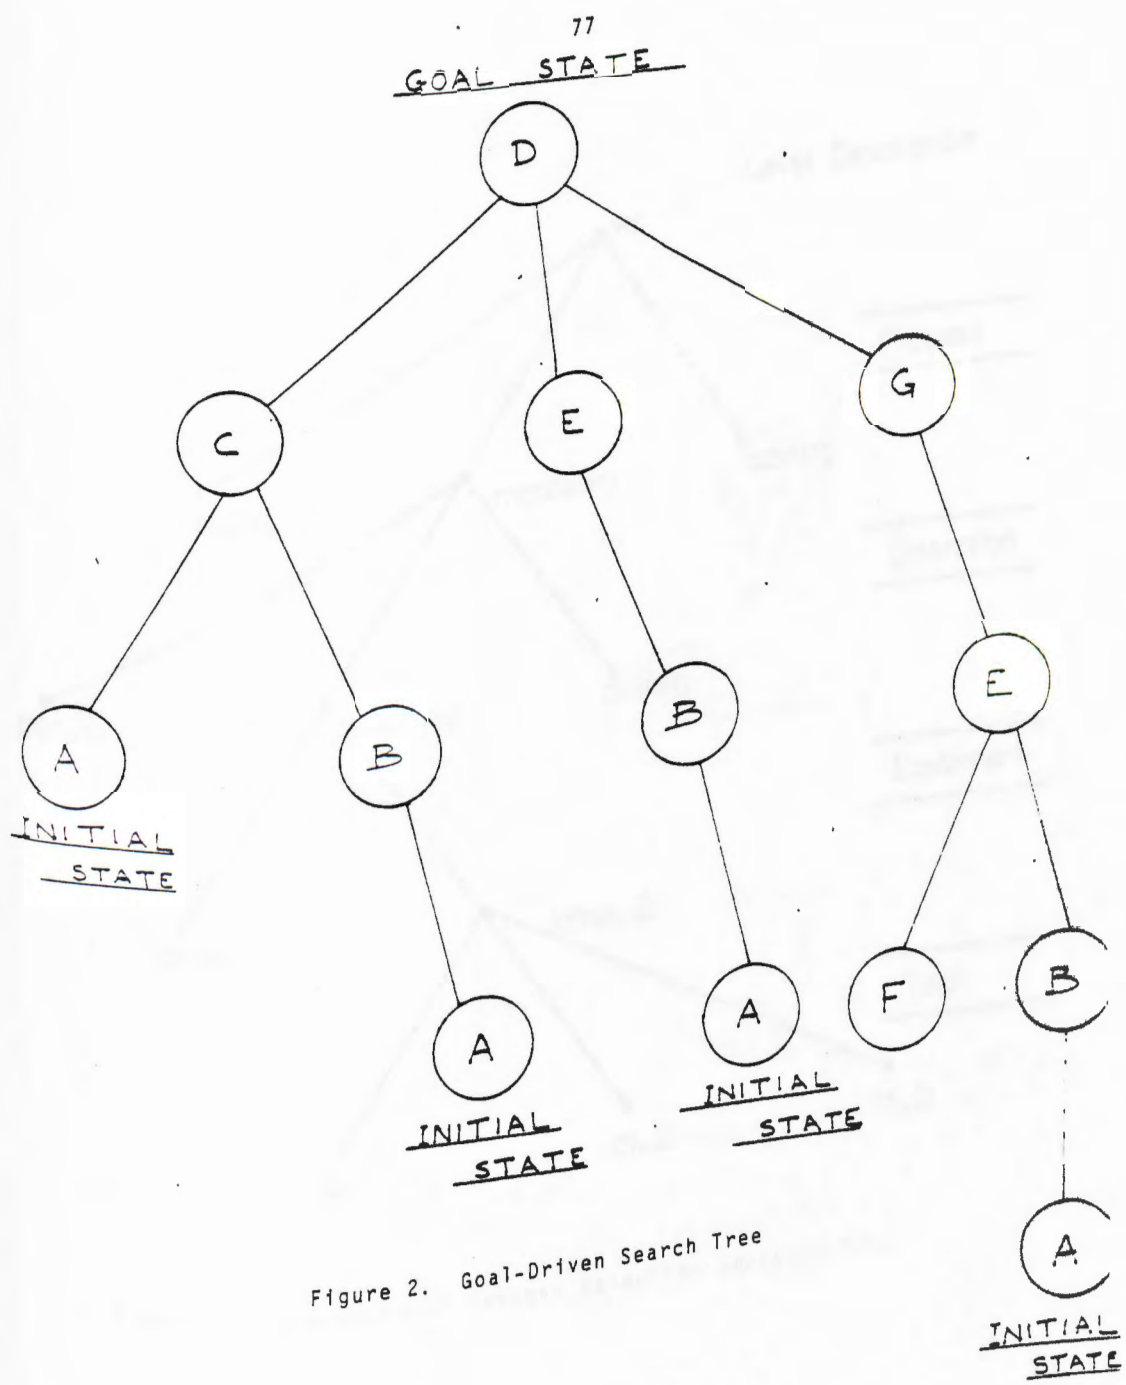 77
GOAL STATE
D
C
E
G
A
B
B
E
INITIAL
STATE
A
A
F
B
INITIAL
STATE
INITIAL
STATE
A
INITIAL
STATE
Figure 2. Goal-Driven Search Tree